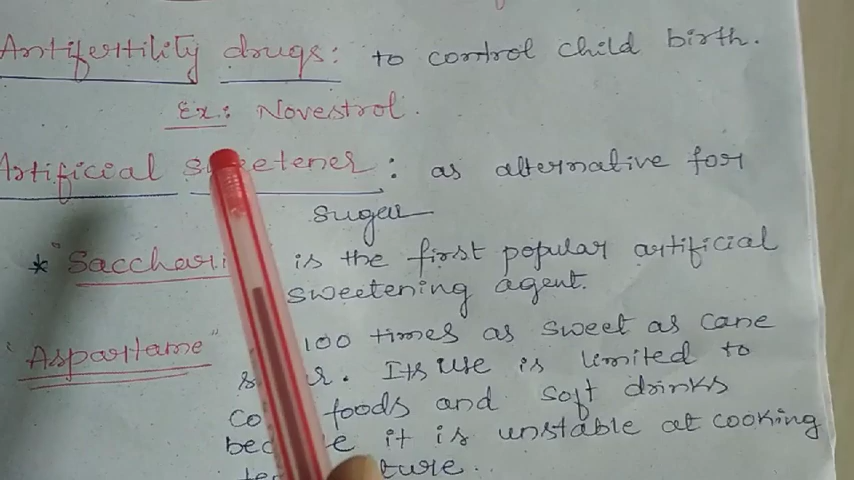 Antifertility drugs: to control child birth.
Ex: Novestrol.
Artificial sweetener: as alternative for
sugar
* "Sacchari is the first popular artificial
sweetening agent.
"Aspartame" 100 times as sweet as cane
Its use is limited to
foods and soft drinks
it is unstable at cooking